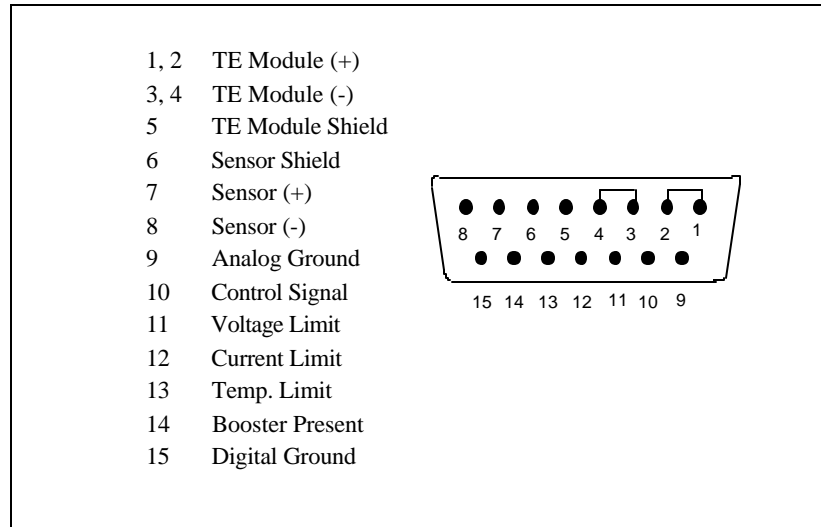 1, 2 TE Module (+)
3, 4 TE Module (-)
5 TE Module Shield
6 Sensor Shield
7 Sensor (+)
8 Sensor (-)
9 Analog Ground
10 Control Signal
11 Voltage Limit
12 Current Limit
13 Temp. Limit
14 Booster Present
15 Digital Ground
8 7 6 5 4 3 2 1
15 14 13 12 11 10 9